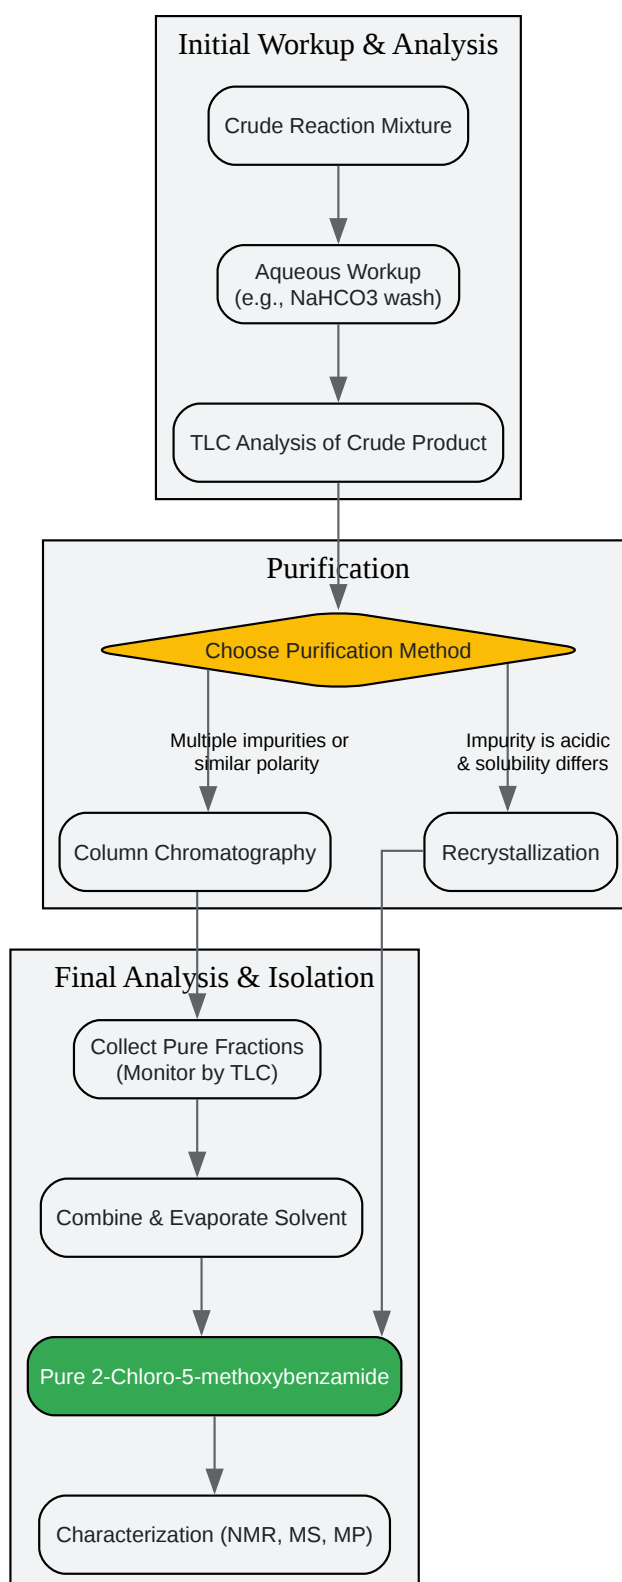 Initial Workup & Analysis
Crude Reaction Mixture
Aqueous Workup
(e.g., NaHCO3 wash)
TLC Analysis of Crude Product
Purification
Choose Purification Method
Multiple impurities or
similar polarity
Impurity is acidic
& solubility differs
Column Chromatography
Recrystallization
Final Analysis & Isolation
Collect Pure Fractions
(Monitor by TLC)
Combine & Evaporate Solvent
Pure 2-Chloro-5-methoxybenzamide
Characterization (NMR, MS, MP)